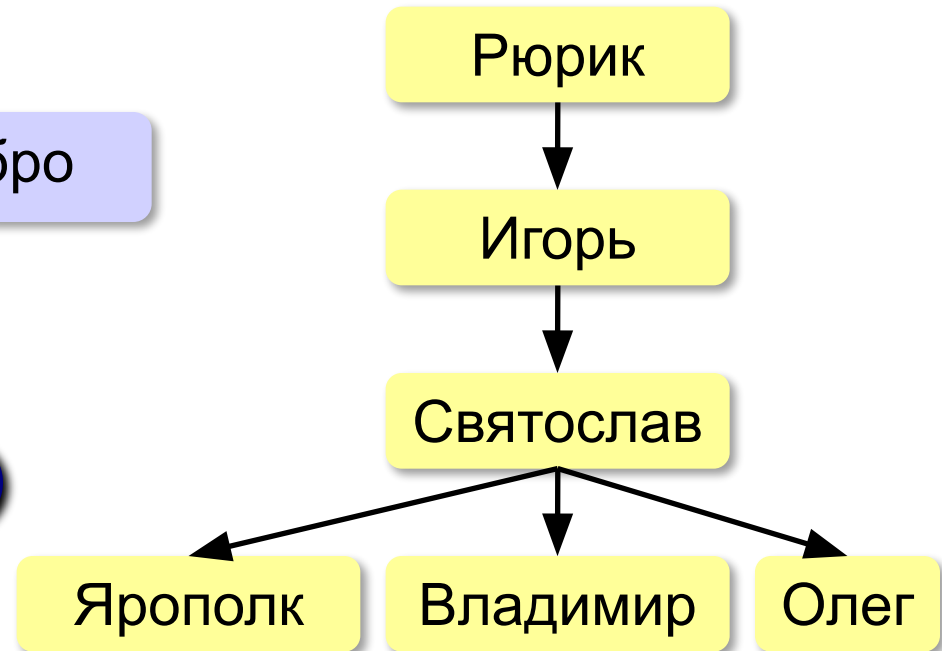 Рюрик
бро
Игорь
Святослав
Ярополк
Владимир
Олег